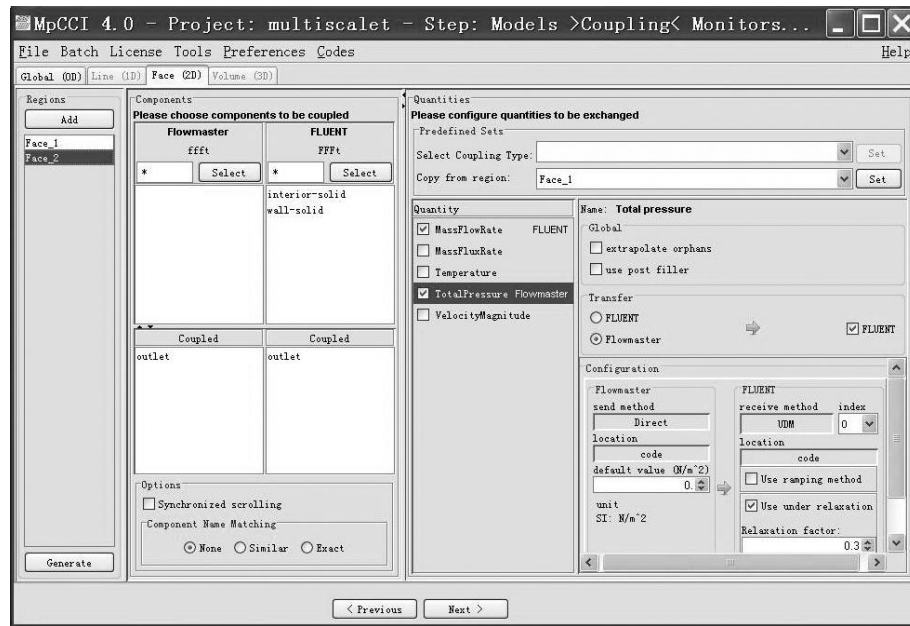 MpCCI 4.0 - Project: multiscalet - Step: Models >Coupling< Monitors...
File Batch License Tools Preferences Codes Help
Global (0D) Line (1D) Face (2D) Volume (3D)
Regions
Add
Face_1
Face_2
Generate
Components
Please choose components to be coupled
Flowmaster FLUENT
ffft FFFt
* Select * Select
interior-solid
wall-solid
Coupled Coupled
outlet outlet
Options
Synchronized scrolling
Component Name Matching
None Similar Exact
Quantities
Please configure quantities to be exchanged
Predefined Sets
Select Coupling Type: Set
Copy from region: Face_1 Set
Quantity
MassFlowRate FLUENT
MassFluxRate
Temperature
TotalPressure Flowmaster
VelocityMagnitude
Name: Total pressure
Global
extrapolate orphans
use post filler
Transfer
FLUENT
Flowmaster
FLUENT
Configuration
Flowmaster
send method
Direct
location
code
default value (N/m^2)
0.
unit
SI: N/m^2
FLUENT
receive method index
UDM 0
location
code
Use ramping method
Use under relaxation
Relaxation factor:
0.3
< Previous Next >